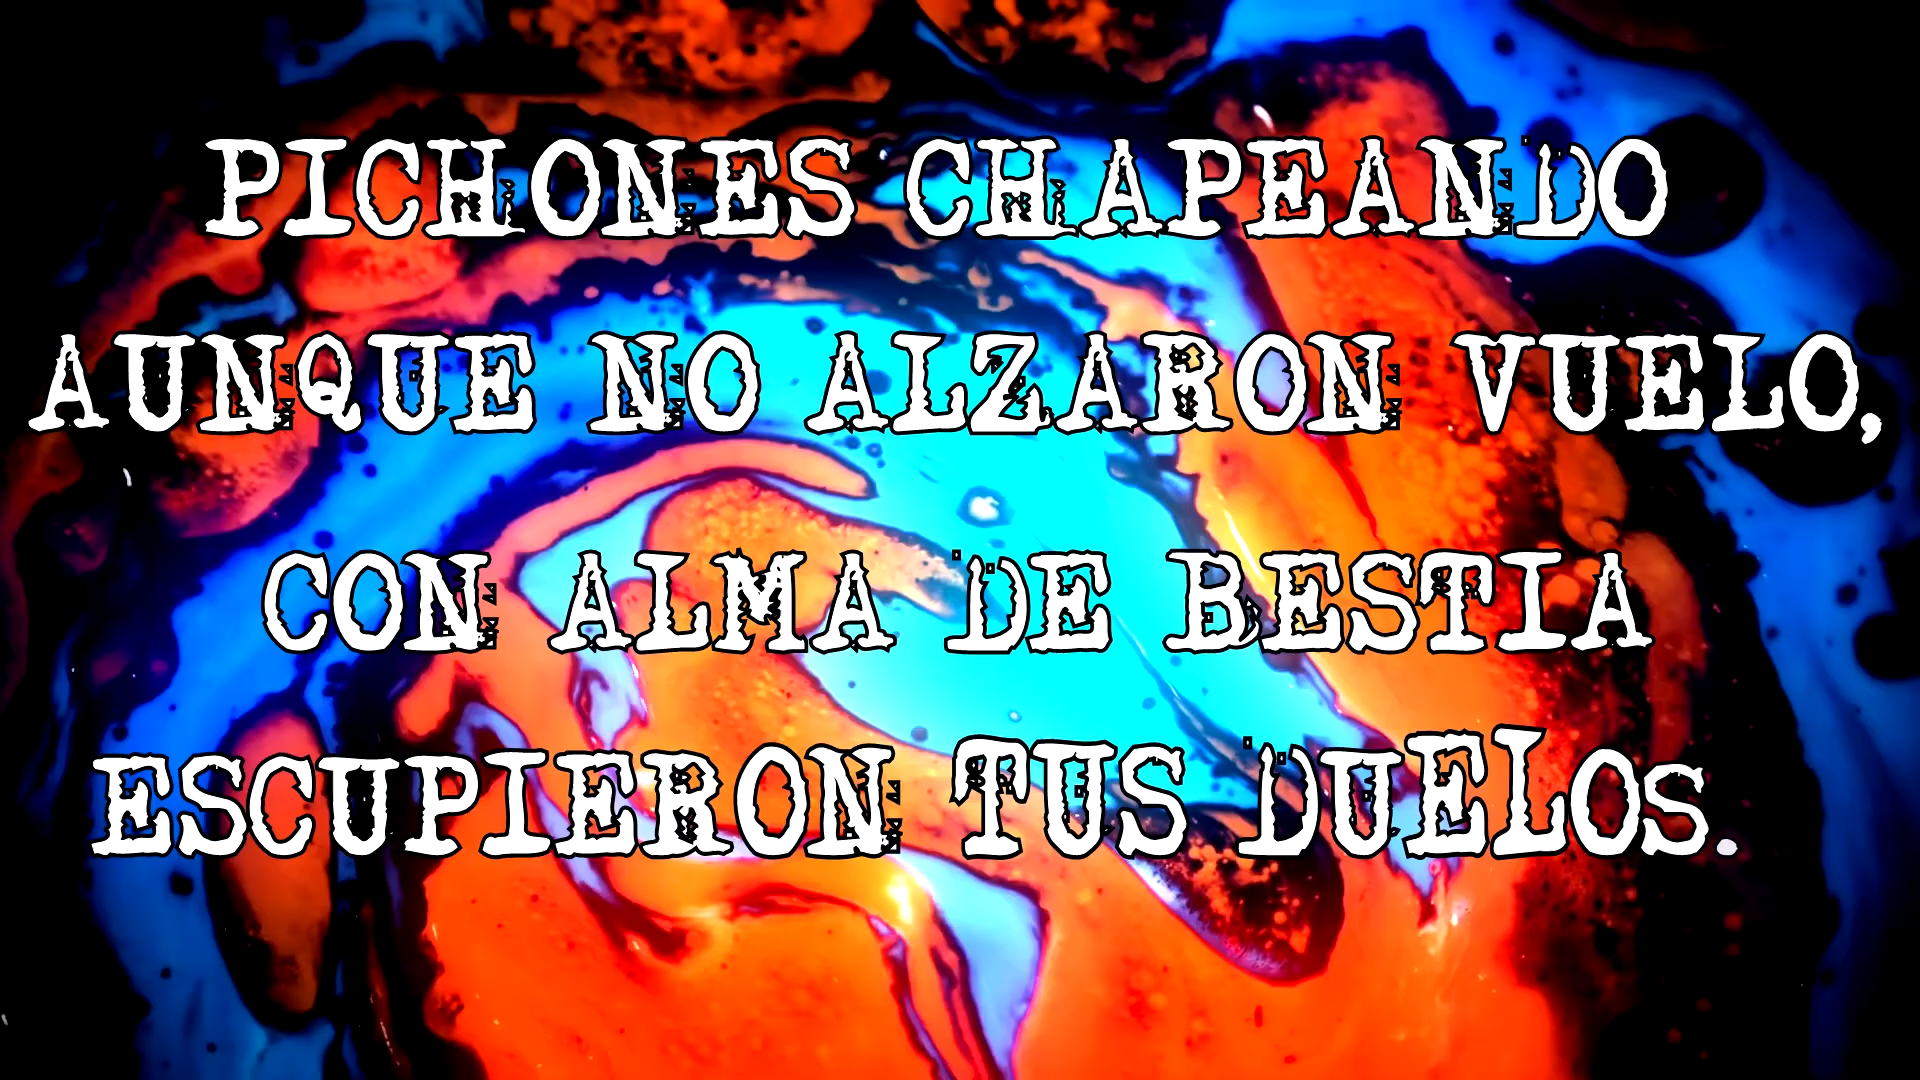 PICHONES CHAPEANDO
AUNQUE NO ALZARON VUELO,
CON ALMA DE BESTIA
ESCUPIERON TUS DUELOs.